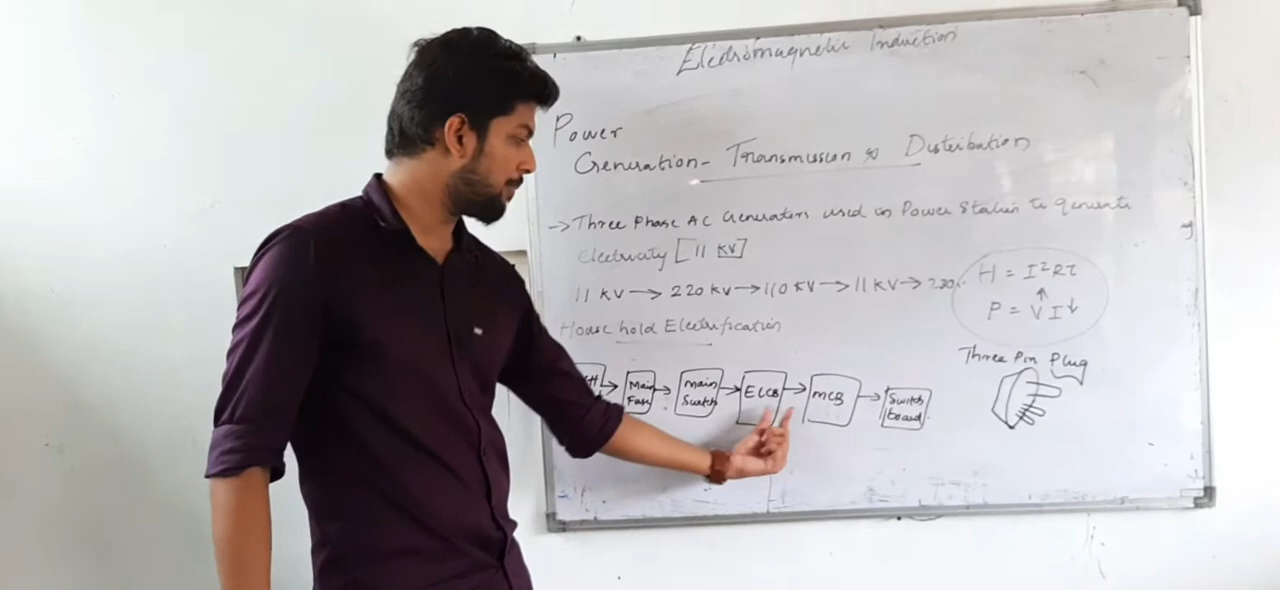 Electromagnetic Induction
Power
Generation - Transmission & Distribution
→ Three Phase AC Generators used in Power Station to generate
electricity [11 KV]
11 KV → 220 KV → 110 KV → 11 KV →
H = I²Rt
P = VI↓
House hold Electrification
Three Pin Plug
Main
Fuse
Main
Switch
ELCB
MCB
Switch
board